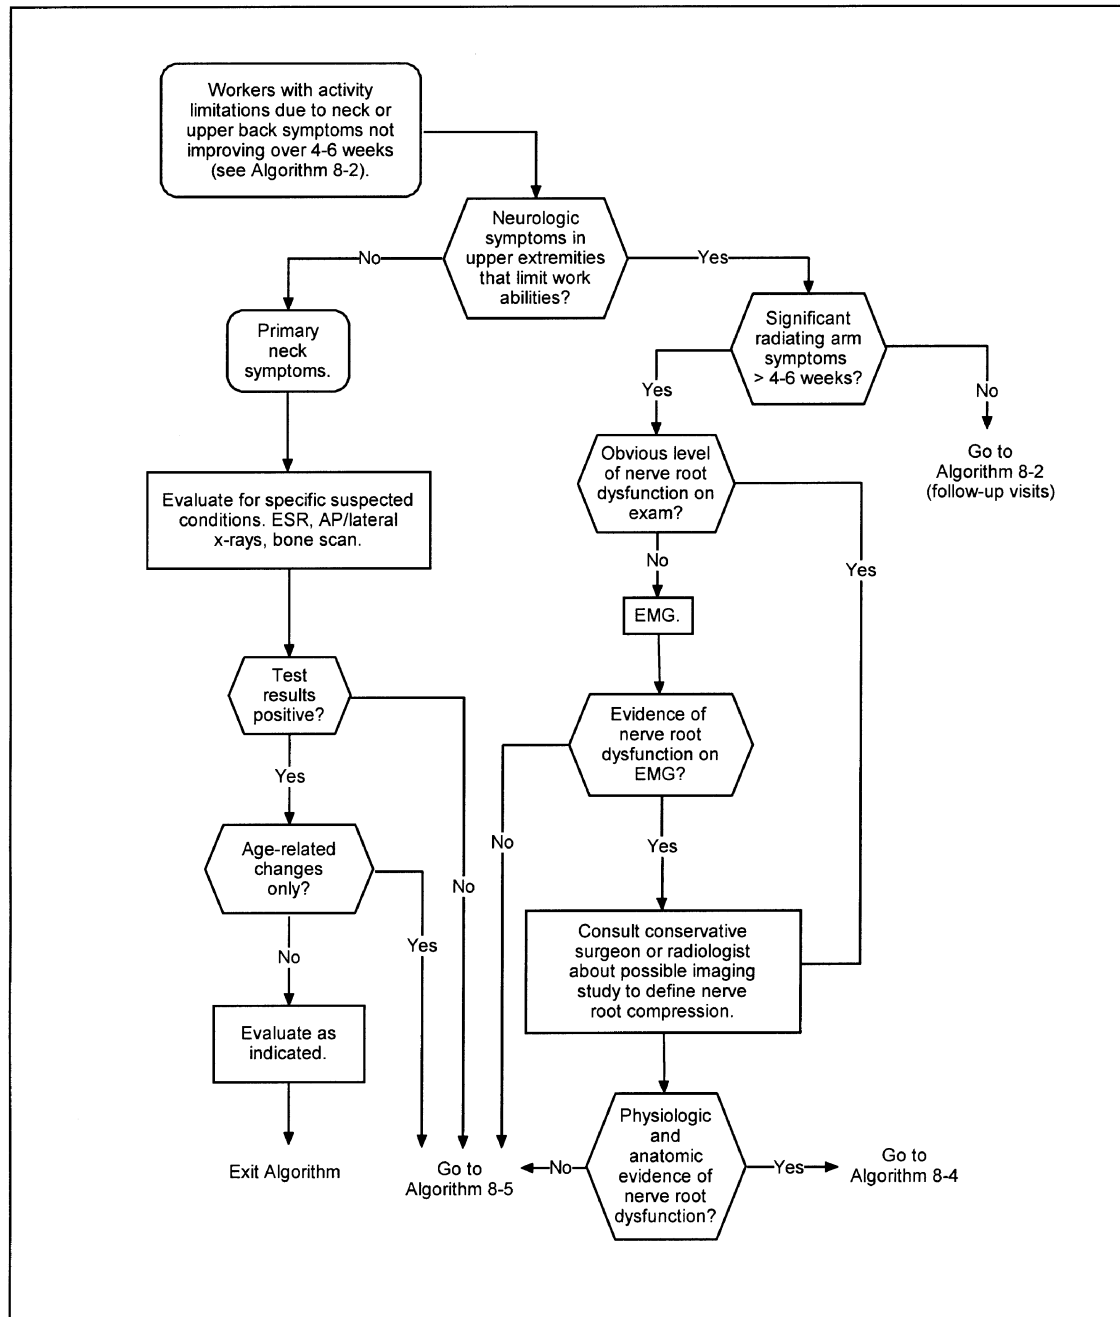 Workers with activity
limitations due to neck or
upper back symptoms not
improving over 4-6 weeks
(see Algorithm 8-2).
Neurologic
symptoms in
upper extremities
that limit work
abilities?
No
Yes
Primary
neck
symptoms.
Significant
radiating arm
symptoms
> 4-6 weeks?
Yes
No
Go to
Algorithm 8-2
(follow-up visits)
Obvious level
of nerve root
dysfunction on
exam?
Evaluate for specific suspected
conditions. ESR, AP/lateral
x-rays, bone scan.
No
Yes
EMG.
Test
results
positive?
Evidence of
nerve root
dysfunction on
EMG?
Yes
No
Yes
Age-related
changes
only?
No
Yes
No
Consult conservative
surgeon or radiologist
about possible imaging
study to define nerve
root compression.
Evaluate as
indicated.
Physiologic
and
anatomic
evidence of
nerve root
dysfunction?
Exit Algorithm
Go to
Algorithm 8-5
No
Yes
Go to
Algorithm 8-4